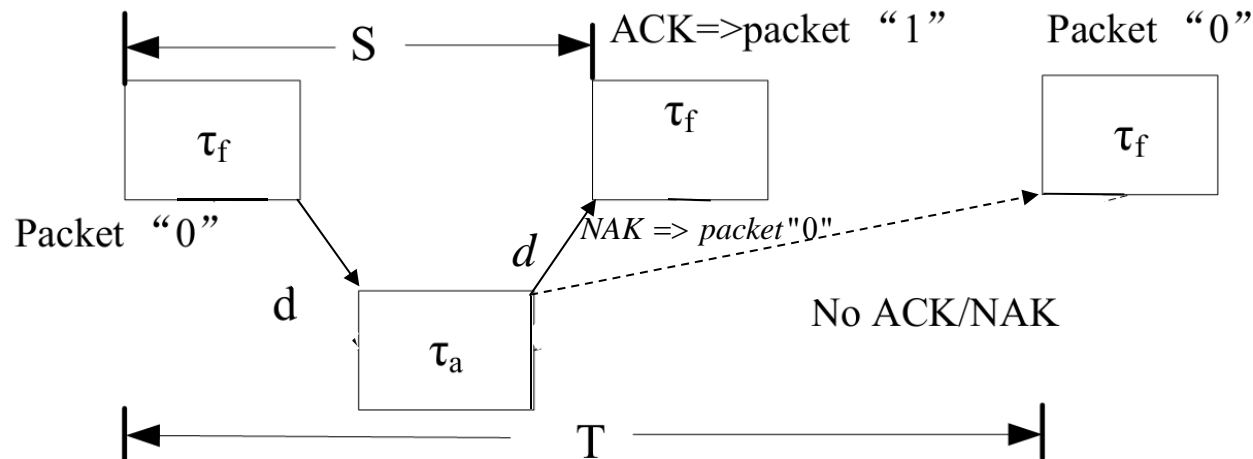 S
ACK=>packet “1”
Packet “0”
τf
τf
τf
Packet “0”
NAK => packet"0"
d
d
No ACK/NAK
τa
T